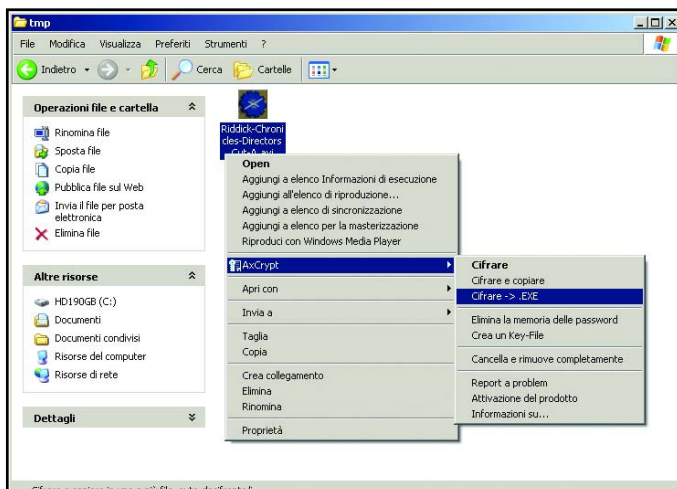 tmp
File Modifica Visualizza Preferiti Strumenti ?
Indietro Cerca Cartelle
Operazioni file e cartella
Rinomina file
Sposta file
Copia file
Pubblica file sul Web
Invia il file per posta
elettronica
Elimina file
Altre risorse
HD190GB (C:)
Documenti
Documenti condivisi
Risorse del computer
Risorse di rete
Dettagli
Riddick-Chroni
cles-Directors
Cut-A.avi
Open
Aggiungi a elenco Informazioni di esecuzione
Aggiungi all'elenco di riproduzione...
Aggiungi a elenco di sincronizzazione
Aggiungi a elenco per la masterizzazione
Riproduci con Windows Media Player
AxCrypt
Apri con
Invia a
Taglia
Copia
Crea collegamento
Elimina
Rinomina
Proprietà
Cifrare
Cifrare e copiare
Cifrare -> .EXE
Elimina la memoria delle password
Crea un Key-File
Cancella e rimuove completamente
Report a problem
Attivazione del prodotto
Informazioni su...